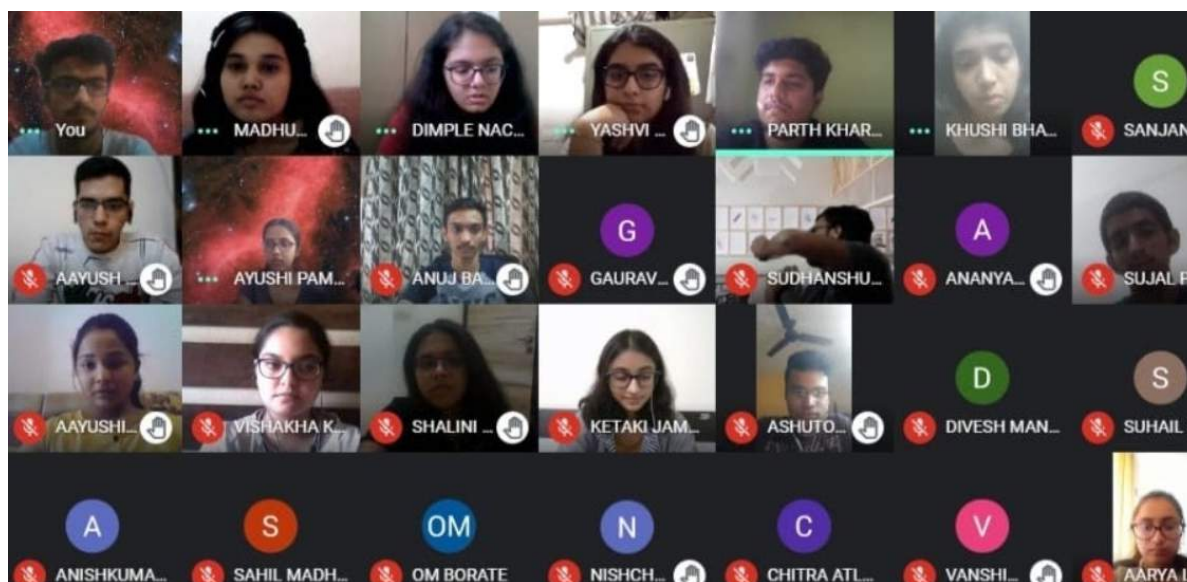 You
MADHU...
DIMPLE NAC...
YASHVI ...
PARTH KHAR...
KHUSHI BHA...
S
SANJAN
AAYUSH ...
AYUSHI PAM...
ANUJ BA...
G
GAURAV...
SUDHANSHU...
A
ANANYA...
SUJAL P
AAYUSHI...
VISHAKHA K...
SHALINI ...
KETAKI JAM...
ASHUTO...
D
DIVESH MAN...
S
SUHAIL
A
ANISHKUMA...
S
SAHIL MADH...
OM
OM BORATE
N
NISHCH...
C
CHITRA ATL...
V
VANSHI...
AARYA